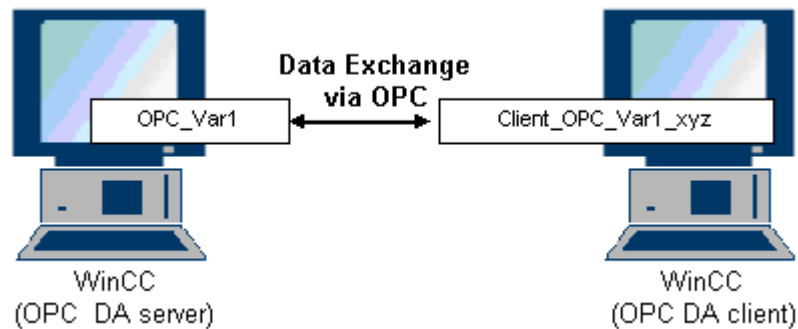 Data Exchange
via OPC
OPC_Var1
Client_OPC_Var1_xyz
WinCC
(OPC DA server)
WinCC
(OPC DA client)